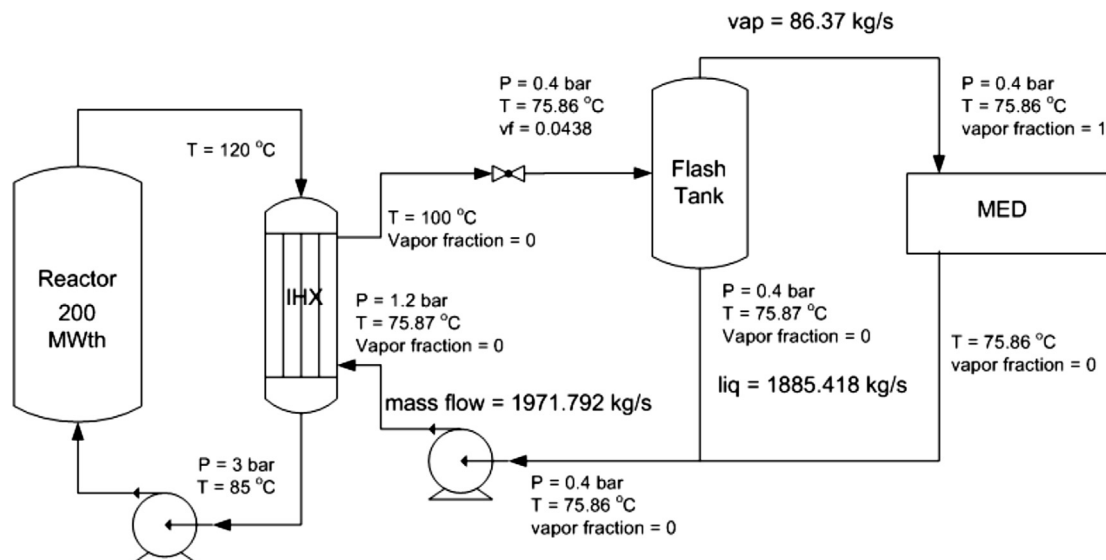 vap = 86.37 kg/s
P = 0.4 bar
T = 75.86 °C
vf = 0.0438
P = 0.4 bar
T = 75.86 °C
vapor fraction = 1
T = 120 °C
Flash
Tank
MED
Reactor
200
MWth
IHX
T = 100 °C
Vapor fraction = 0
P = 1.2 bar
T = 75.87 °C
Vapor fraction = 0
P = 0.4 bar
T = 75.87 °C
Vapor fraction = 0
T = 75.86 °C
vapor fraction = 0
mass flow = 1971.792 kg/s
liq = 1885.418 kg/s
P = 3 bar
T = 85 °C
P = 0.4 bar
T = 75.86 °C
vapor fraction = 0